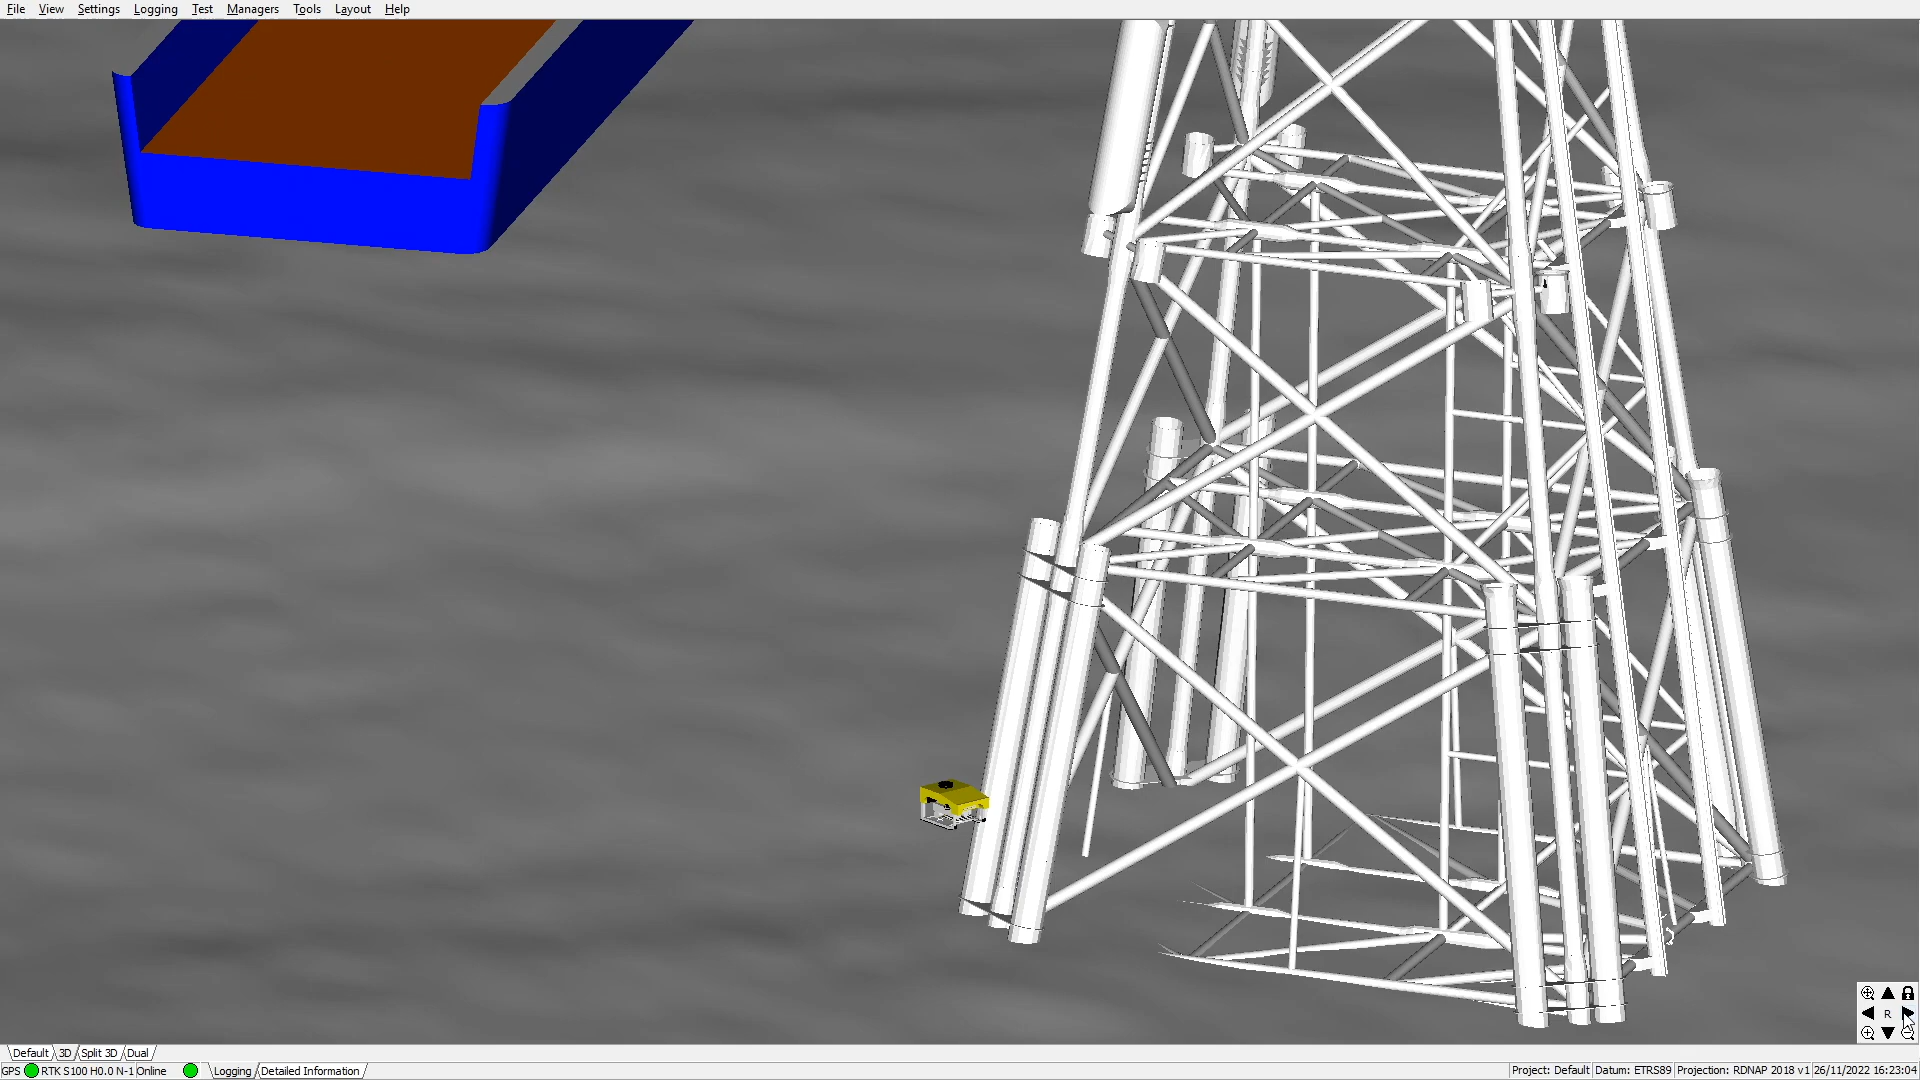 File View Settings Logging Test Managers Tools Layout Help
R
Default 3D Split 3D Dual
GPS RTK S100 H0.0 N-1 Online Logging Detailed Information Project: Default Datum: ETRS89 Projection: RDNAP 2018 v1 26/11/2022 16:23:04